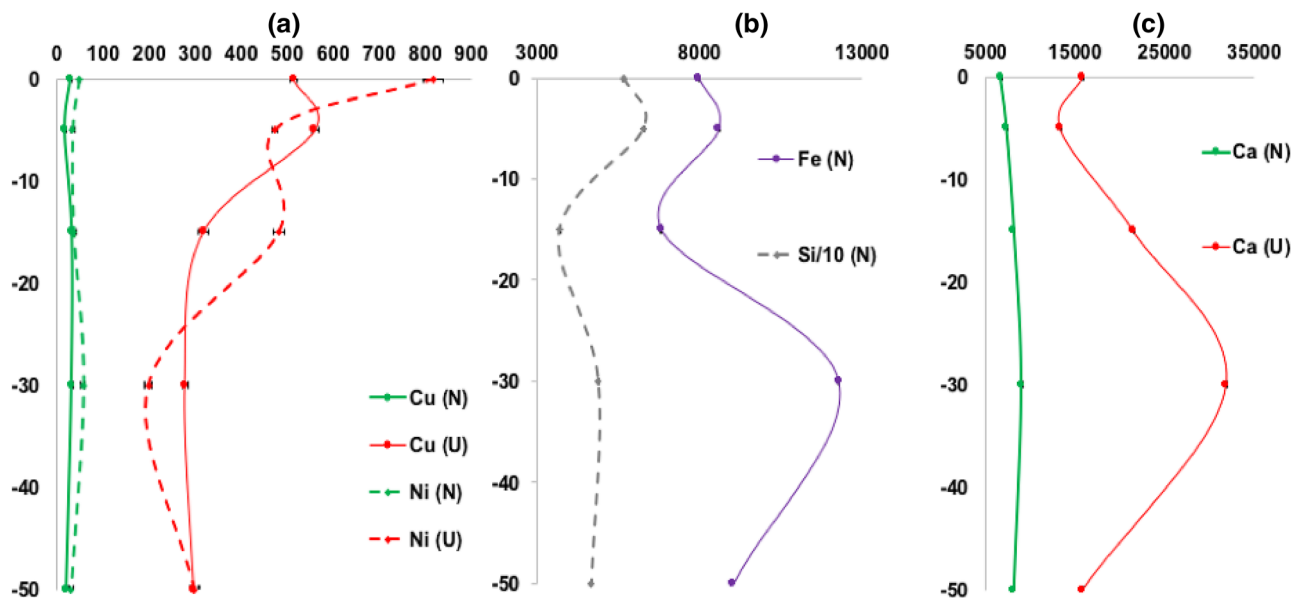 (a)
0 100 200 300 400 500 600 700 800 900
0
-10
-20
-30
-40
-50
Cu (N)
Cu (U)
Ni (N)
Ni (U)
(b)
3000 8000 13000
0
-10
-20
-30
-40
-50
Fe (N)
Si/10 (N)
(c)
5000 15000 25000 35000
0
-10
-20
-30
-40
-50
Ca (N)
Ca (U)